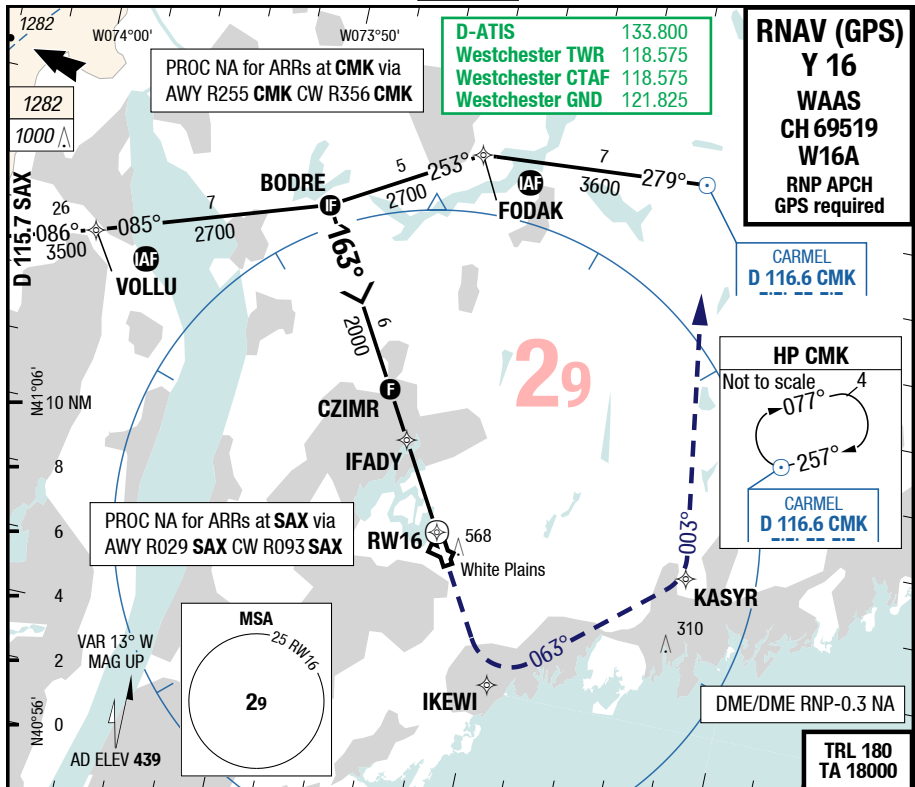 1282
W074°00'
W073°50'
PROC NA for ARRs at CMK via
AWY R255 CMK CW R356 CMK
D-ATIS 133.800
Westchester TWR 118.575
Westchester CTAF 118.575
Westchester GND 121.825
RNAV (GPS)
Y 16
WAAS
CH 69519
W16A
RNP APCH
GPS required
1282
1000
D 115.7 SAX
26
086°
3500
085°
7
2700
IAF
VOLLU
BODRE
IF
5
253°
2700
IAF
FODAK
7
3600
279°
CARMEL
D 116.6 CMK
163°
6
2000
29
HP CMK
Not to scale
4
077°
257°
CARMEL
D 116.6 CMK
N41°06'
10 NM
8
6
4
2
0
N40°56'
CZIMR
F
IFADY
RW16
568
White Plains
PROC NA for ARRs at SAX via
AWY R029 SAX CW R093 SAX
003°
KASYR
310
063°
IKEWI
VAR 13° W
MAG UP
AD ELEV 439
MSA
25 RW16
29
DME/DME RNP-0.3 NA
TRL 180
TA 18000